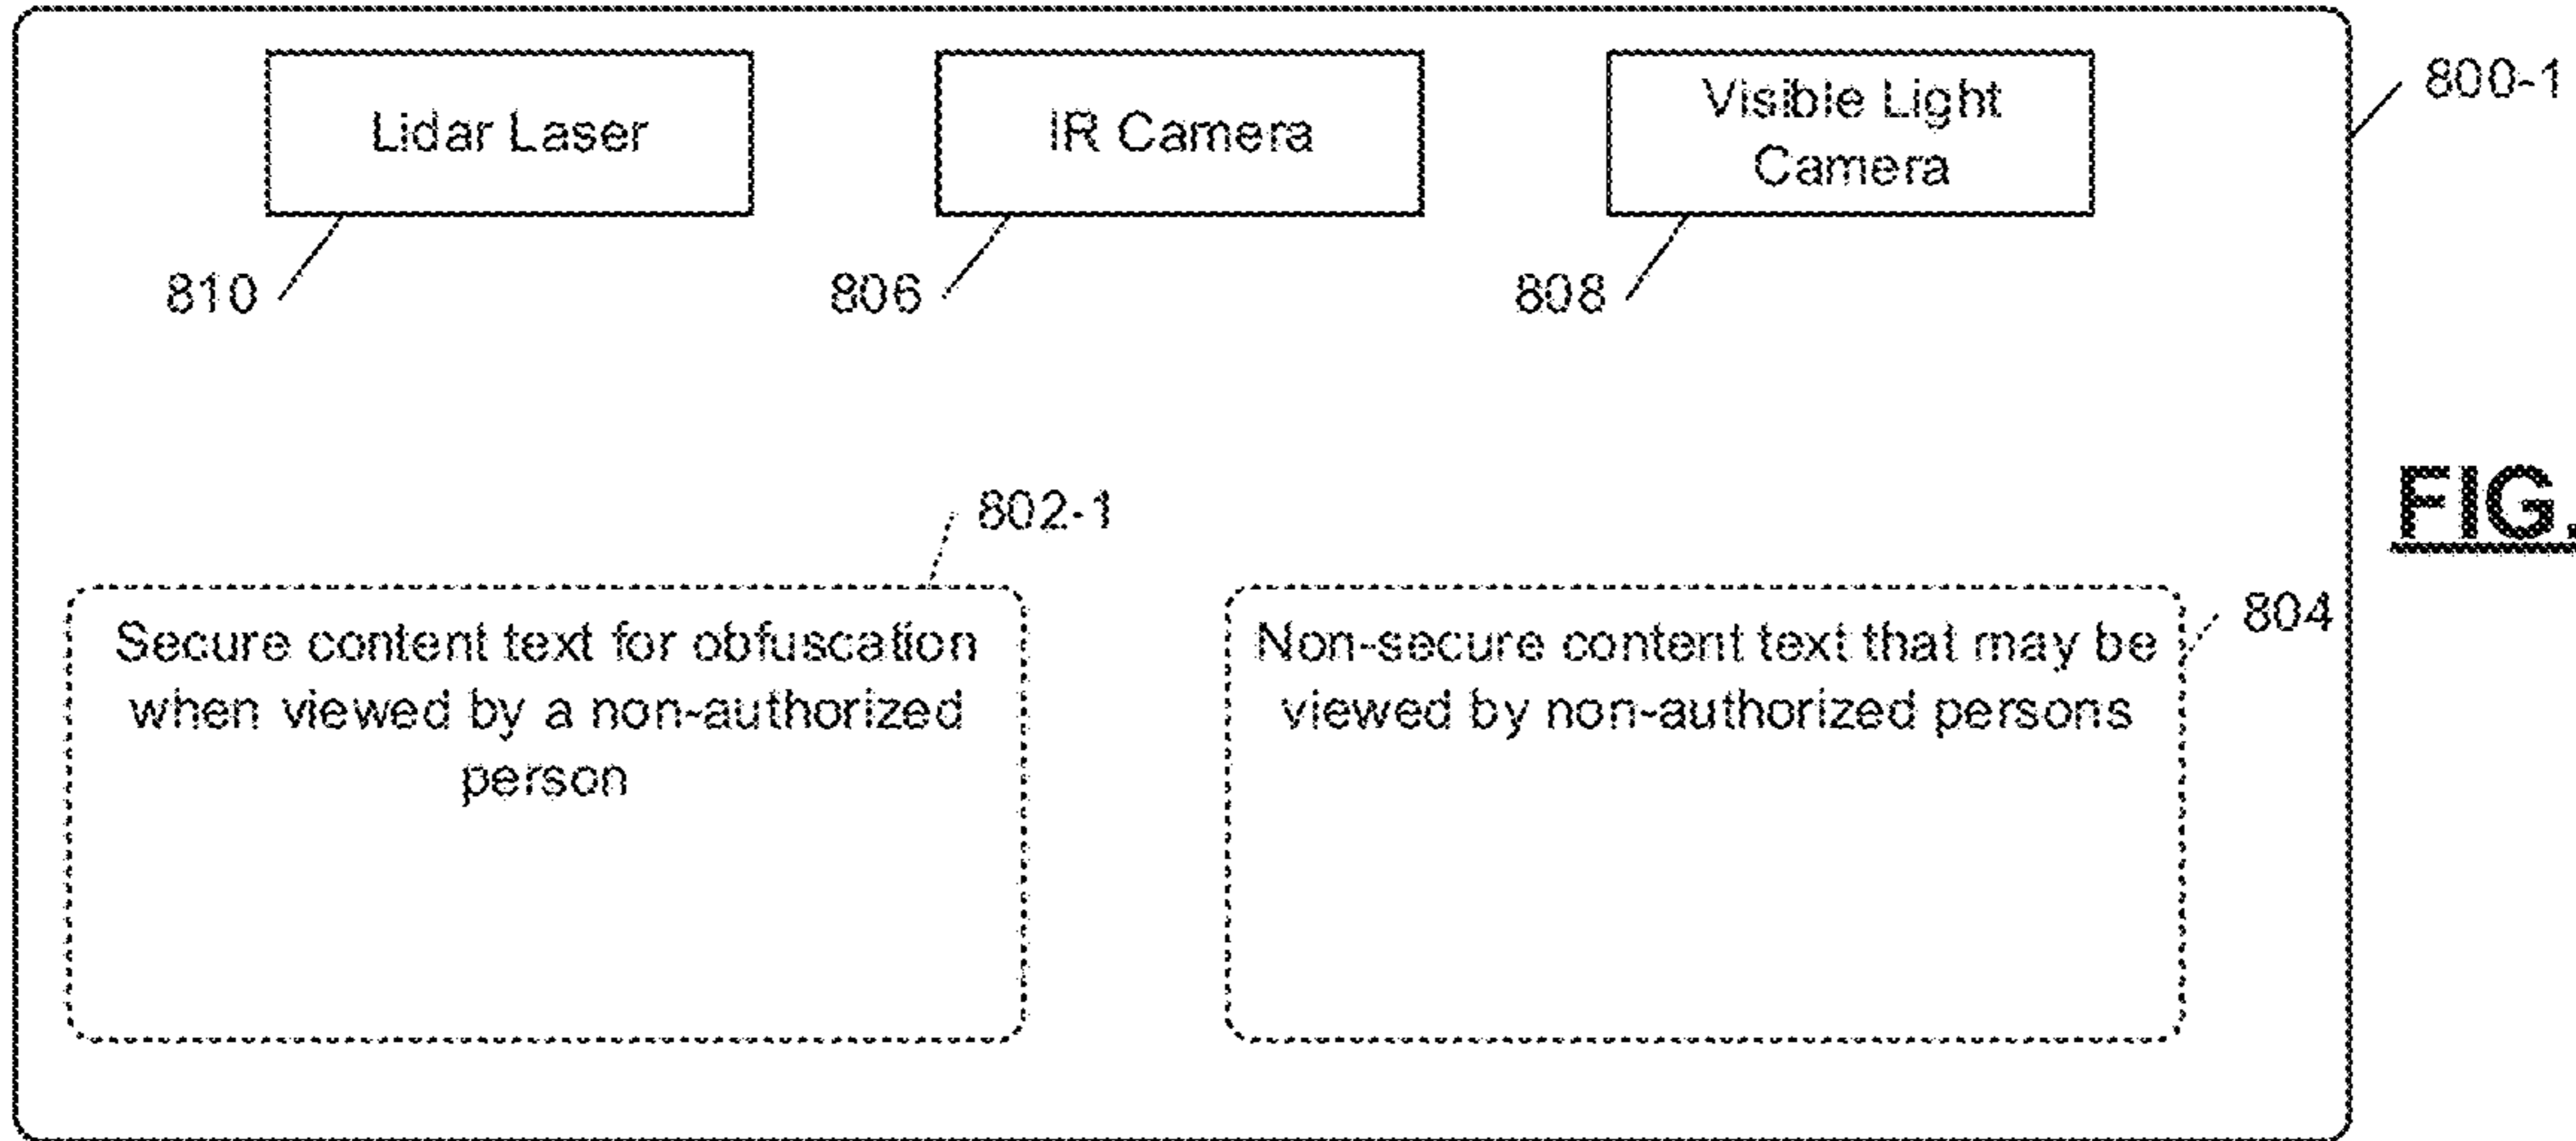 Lidar Laser
IR Camera
Visible Light
Camera
800-1
810
806
808
FIG.
802-1
804
Secure content text for obfuscation
when viewed by a non-authorized
person
Non-secure content text that may be
viewed by non-authorized persons